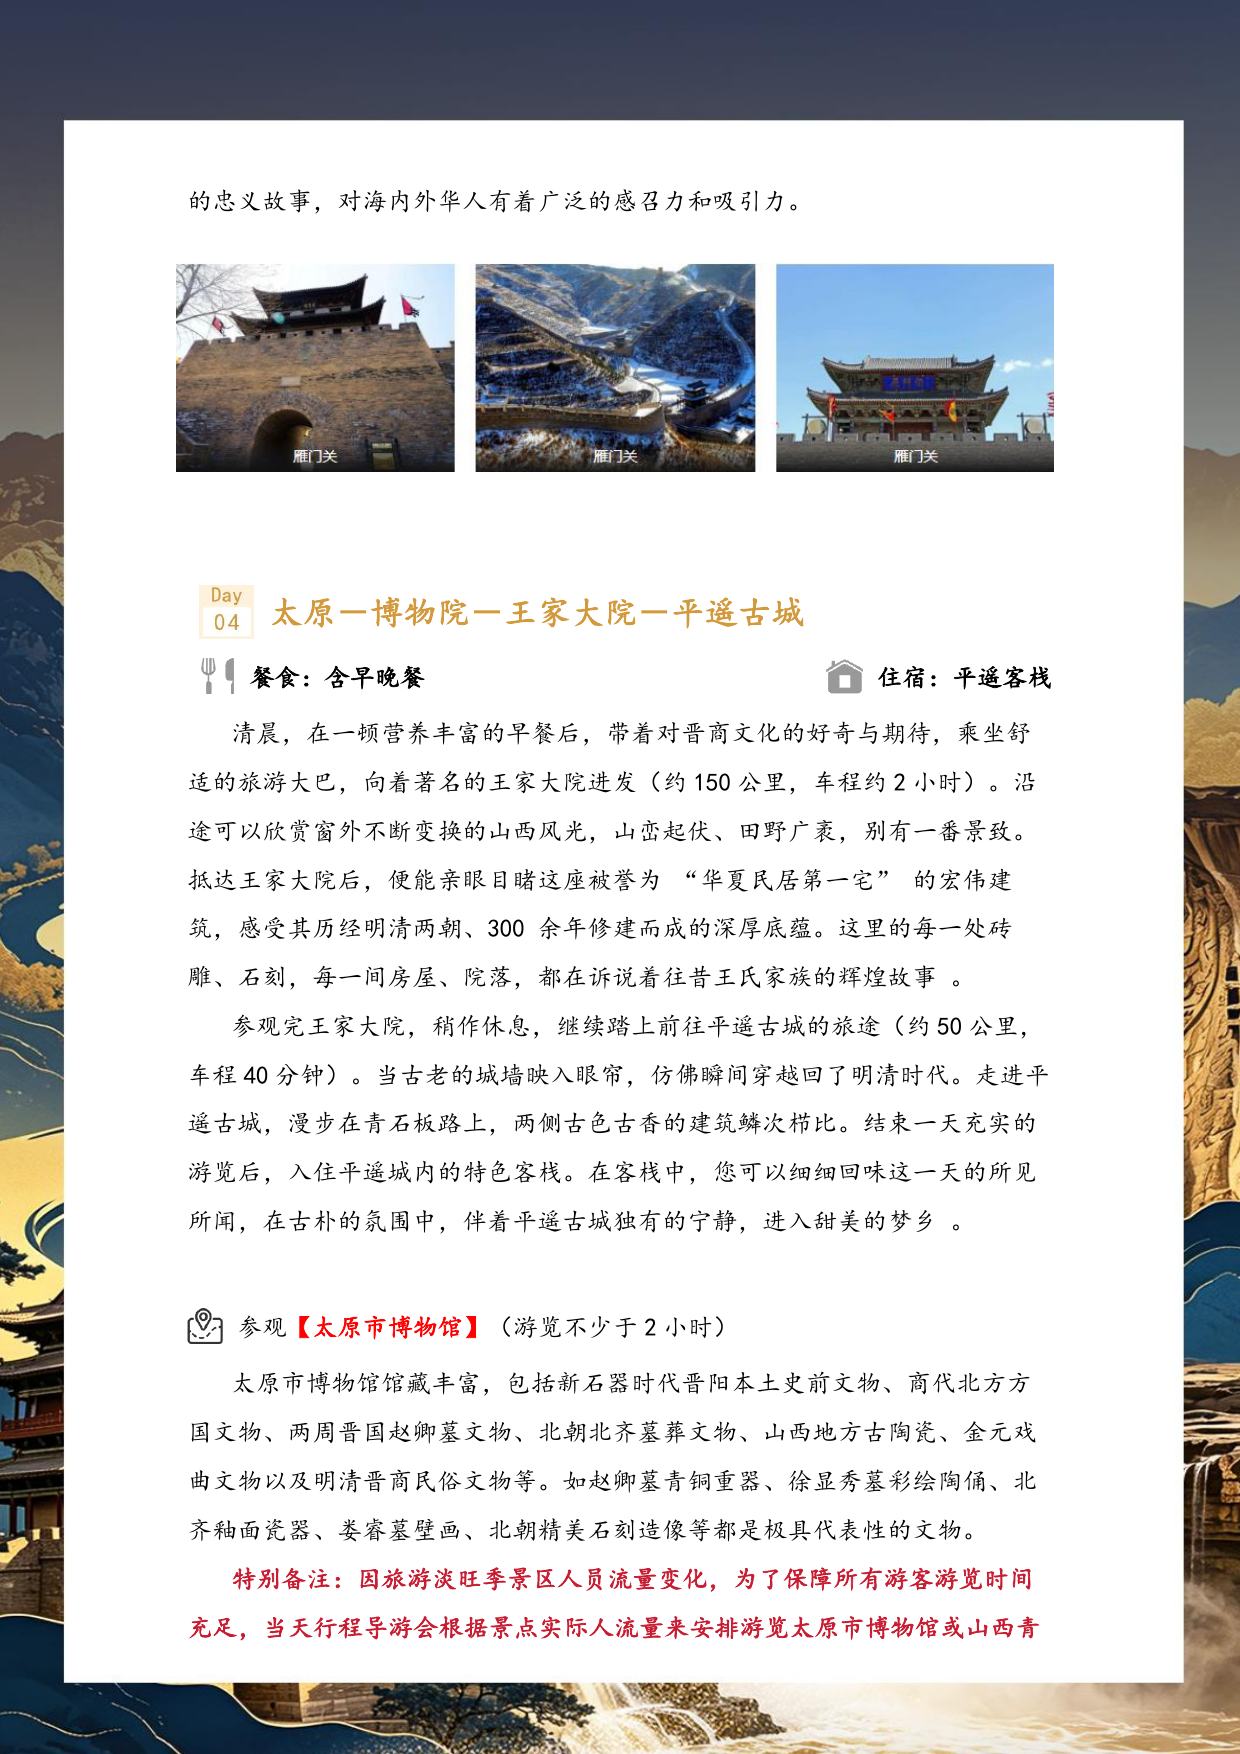 的忠义故事，对海内外华人有着广泛的感召力和吸引力。
雁门关
雁门关
雁门关
Day
04
太原—博物院—王家大院—平遥古城
餐食：含早晚餐
住宿：平遥客栈
清晨，在一顿营养丰富的早餐后，带着对晋商文化的好奇与期待，乘坐舒
适的旅游大巴，向着著名的王家大院进发（约 150 公里，车程约 2 小时）。沿
途可以欣赏窗外不断变换的山西风光，山峦起伏、田野广袤，别有一番景致。
抵达王家大院后，便能亲眼目睹这座被誉为 “华夏民居第一宅” 的宏伟建
筑，感受其历经明清两朝、300 余年修建而成的深厚底蕴。这里的每一处砖
雕、石刻，每一间房屋、院落，都在诉说着往昔王氏家族的辉煌故事 。
参观完王家大院，稍作休息，继续踏上前往平遥古城的旅途（约 50 公里，
车程 40 分钟）。当古老的城墙映入眼帘，仿佛瞬间穿越回了明清时代。走进平
遥古城，漫步在青石板路上，两侧古色古香的建筑鳞次栉比。结束一天充实的
游览后，入住平遥城内的特色客栈。在客栈中，您可以细细回味这一天的所见
所闻，在古朴的氛围中，伴着平遥古城独有的宁静，进入甜美的梦乡 。
参观【太原市博物馆】（游览不少于 2 小时）
太原市博物馆馆藏丰富，包括新石器时代晋阳本土史前文物、商代北方方
国文物、两周晋国赵卿墓文物、北朝北齐墓葬文物、山西地方古陶瓷、金元戏
曲文物以及明清晋商民俗文物等。如赵卿墓青铜重器、徐显秀墓彩绘陶俑、北
齐釉面瓷器、娄睿墓壁画、北朝精美石刻造像等都是极具代表性的文物。
特别备注：因旅游淡旺季景区人员流量变化，为了保障所有游客游览时间
充足，当天行程导游会根据景点实际人流量来安排游览太原市博物馆或山西青